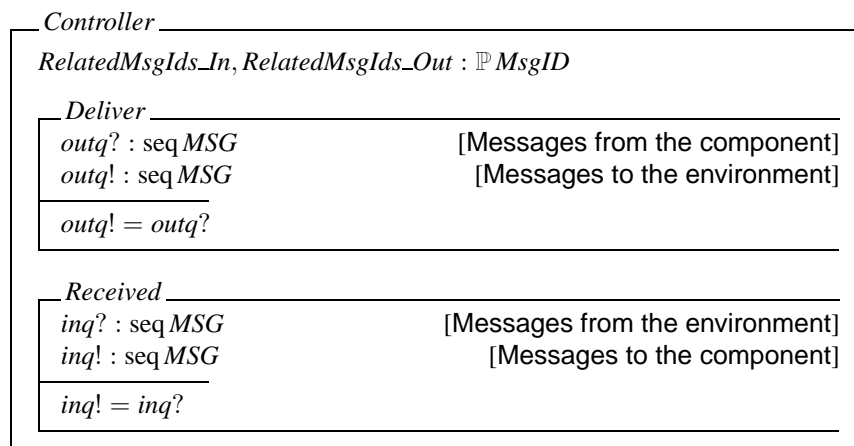 Controller
RelatedMsgIds_In, RelatedMsgIds_Out : ℙ MsgID
Deliver
outq? : seq MSG [Messages from the component]
outq! : seq MSG [Messages to the environment]
outq! = outq?
Received
inq? : seq MSG [Messages from the environment]
inq! : seq MSG [Messages to the component]
inq! = inq?